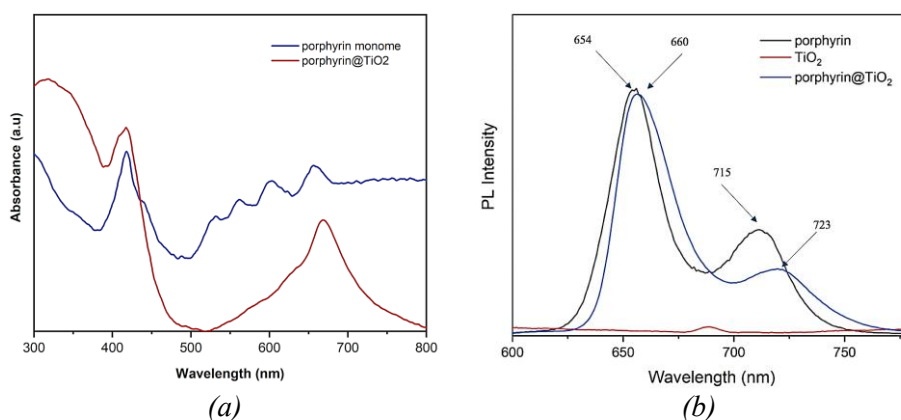 (a)
porphyrin monome
porphyrin@TiO2
Absorbance (a.u)
300 400 500 600 700 800
Wavelength (nm)
(a)
(b)
654 660
porphyrin
TiO₂
porphyrin@TiO₂
PL Intensity
715
723
600 650 700 750
Wavelength (nm)
(b)